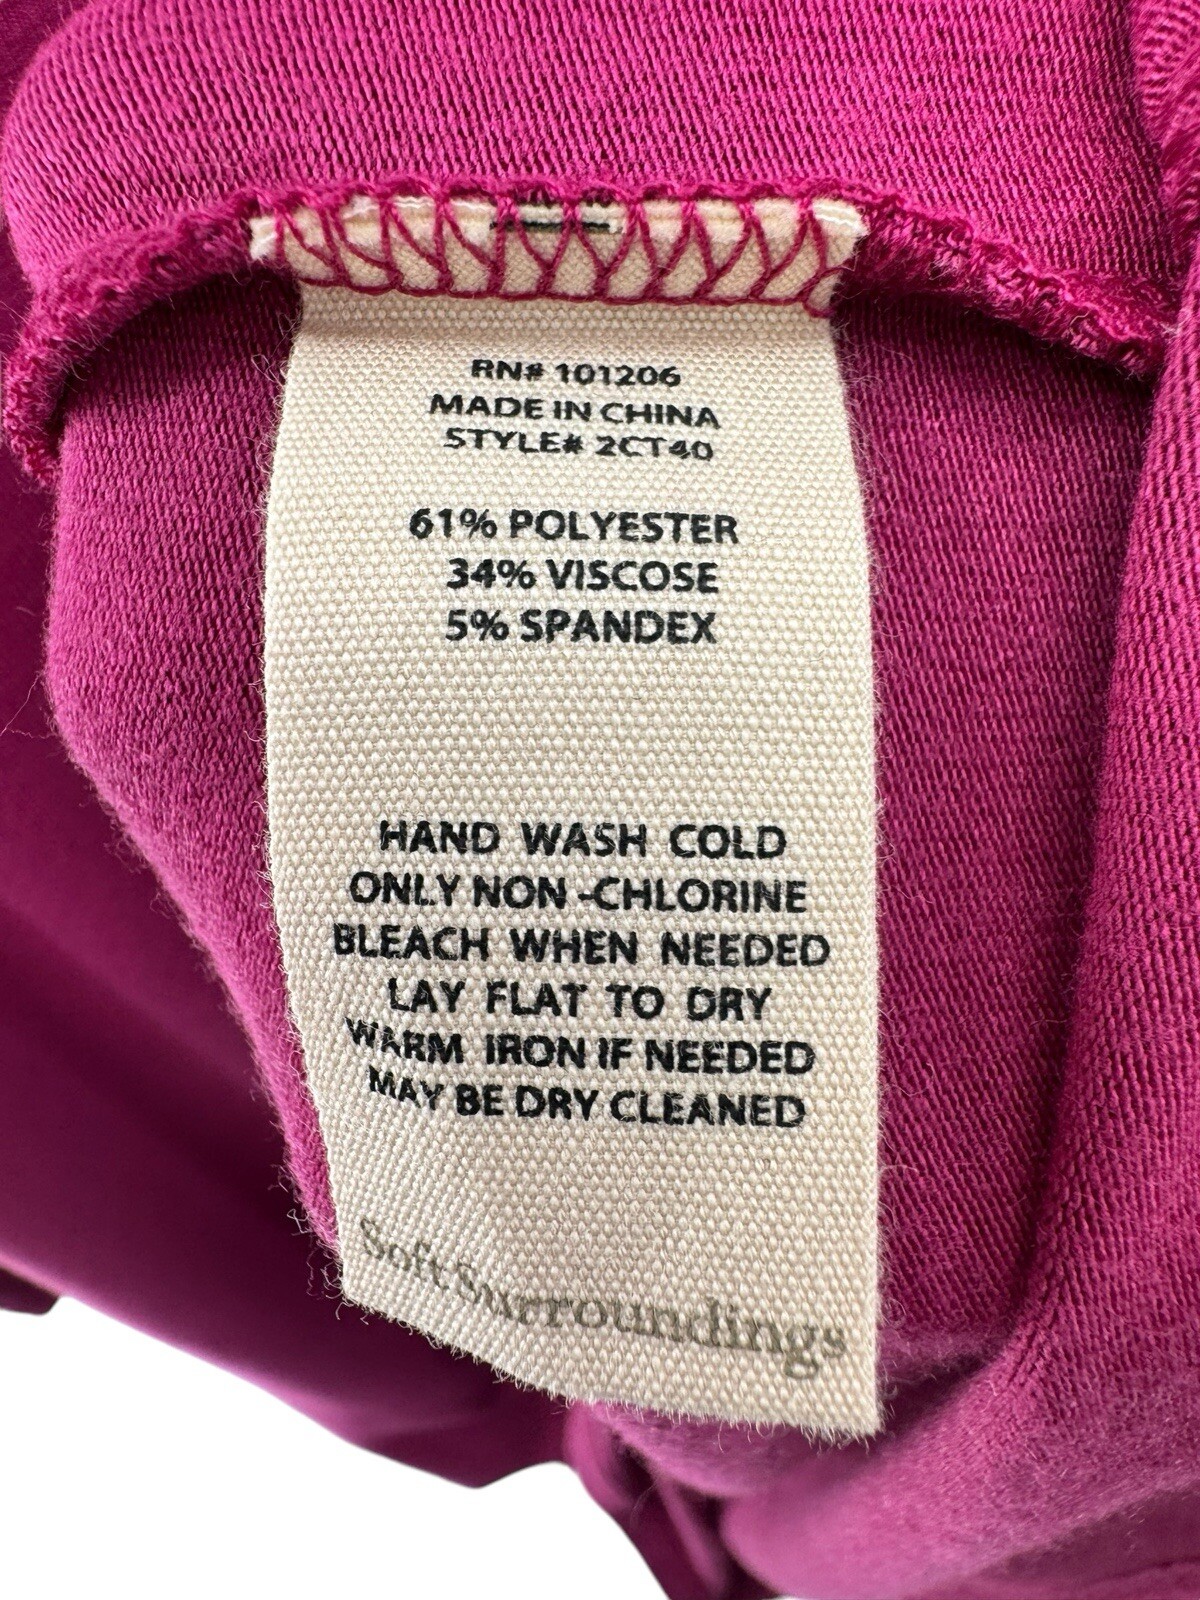 RN# 101206
MADE IN CHINA
STYLE# 2CT40
61% POLYESTER
34% VISCOSE
5% SPANDEX
HAND WASH COLD
ONLY NON -CHLORINE
BLEACH WHEN NEEDED
LAY FLAT TO DRY
WARM IRON IF NEEDED
MAY BE DRY CLEANED
Soft Surroundings